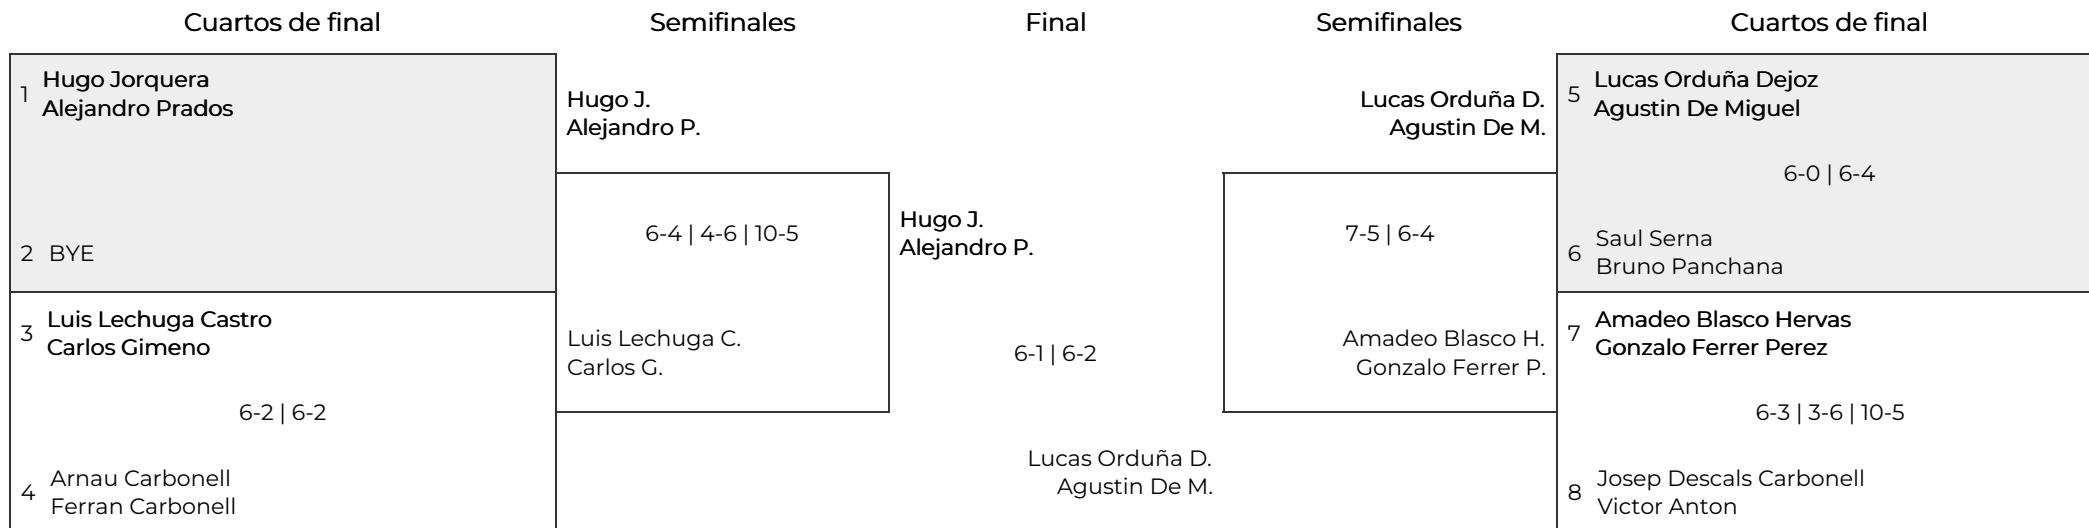 Cuartos de final
Semifinales
Final
Semifinales
Cuartos de final
1
Hugo Jorquera
Alejandro Prados
2 BYE
3
Luis Lechuga Castro
Carlos Gimeno
6-2 | 6-2
4
Arnau Carbonell
Ferran Carbonell
Hugo J.
Alejandro P.
6-4 | 4-6 | 10-5
Luis Lechuga C.
Carlos G.
Hugo J.
Alejandro P.
6-1 | 6-2
Lucas Orduña D.
Agustin De M.
Lucas Orduña D.
Agustin De M.
7-5 | 6-4
Amadeo Blasco H.
Gonzalo Ferrer P.
5
Lucas Orduña Dejoz
Agustin De Miguel
6-0 | 6-4
6
Saul Serna
Bruno Panchana
7
Amadeo Blasco Hervas
Gonzalo Ferrer Perez
6-3 | 3-6 | 10-5
8
Josep Descals Carbonell
Victor Anton